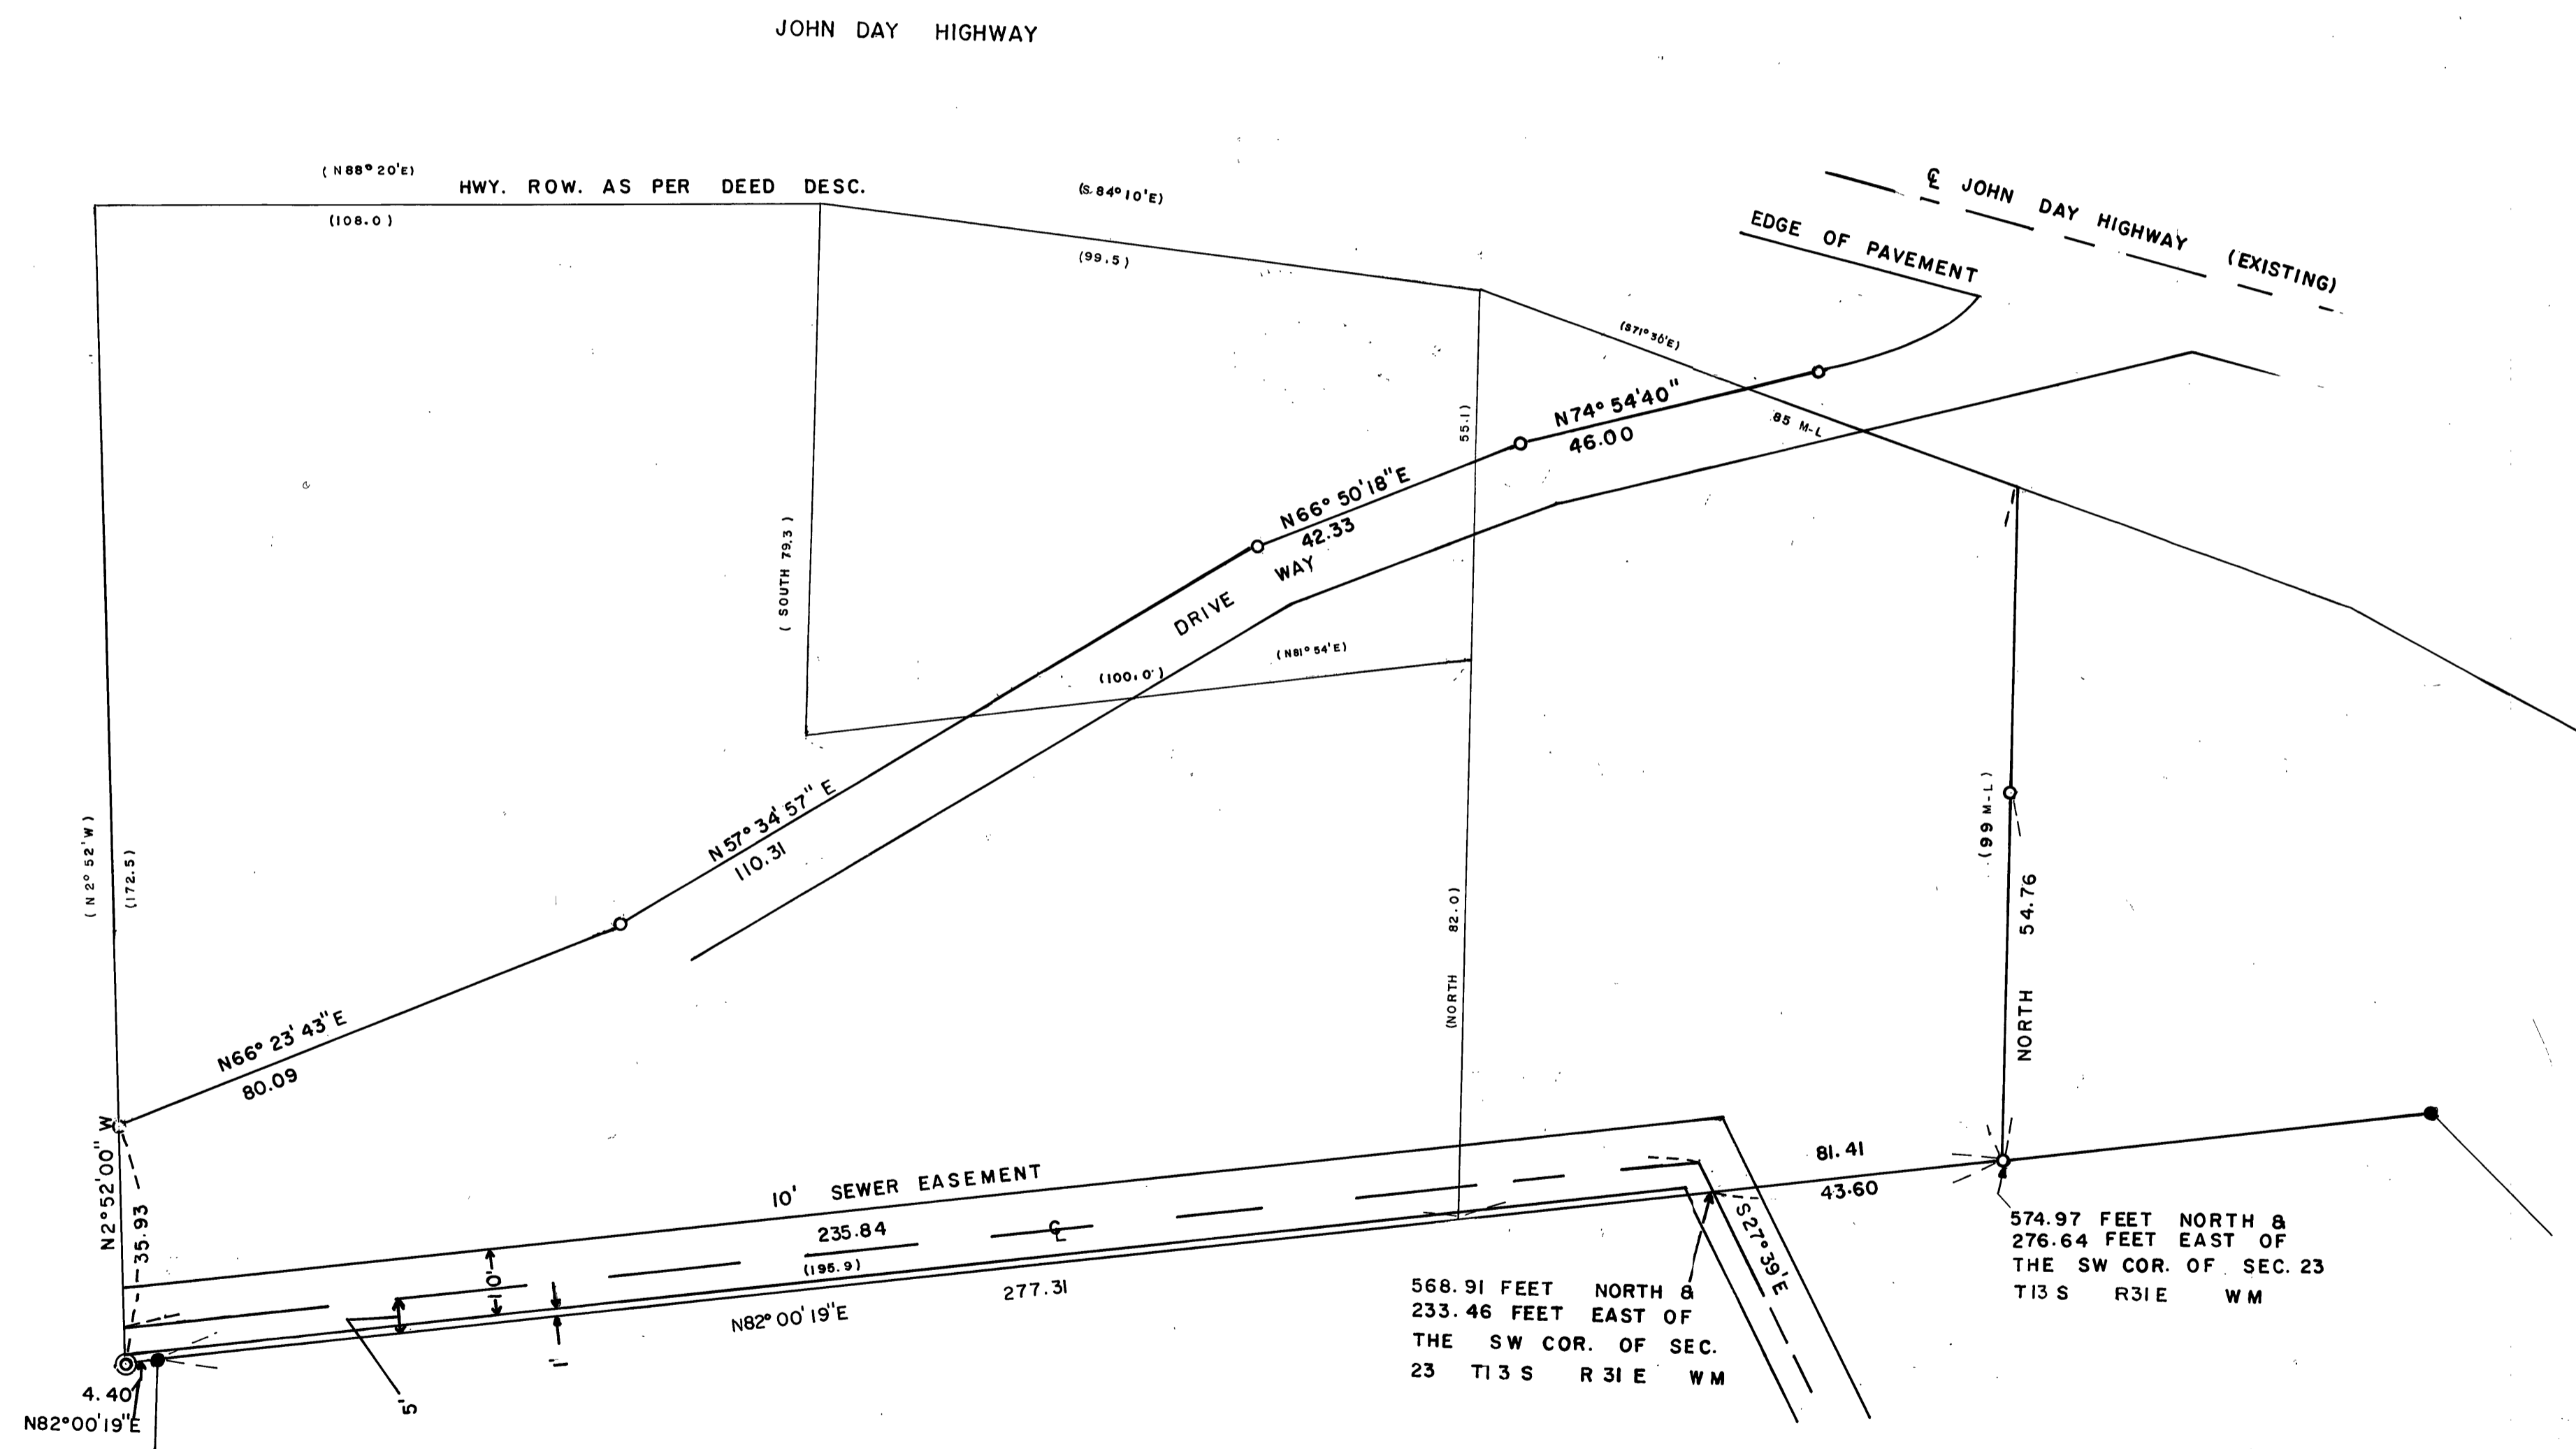 JOHN DAY HIGHWAY
( N88° 20'E)
HWY. ROW. AS PER DEED DESC.
(108.0)
(S. 84° 10'E)
(99.5)
℄ JOHN DAY HIGHWAY (EXISTING)
EDGE OF PAVEMENT
(S71° 30'E)
85 M-L
N74° 54'40"
46.00
55.1)
N66° 50'18"E
42.33
DRIVE WAY
( SOUTH 79.3 )
(N81° 54'E)
(100.0')
N57° 34' 57" E
110.31
( N 2° 52' W )
(172.5)
(99 M-L)
NORTH 54.76
(NORTH 82.0)
N66° 23' 43" E
80.09
N2°52'00" W
35.93
10' SEWER EASEMENT
235.84
℄
(195.9)
10'
277.31
N82° 00' 19"E
1'
5'
4.40
N82°00'19"E
81.41
43.60
S27°39'E
568.91 FEET NORTH &
233.46 FEET EAST OF
THE SW COR. OF SEC.
23 T13S R31E WM
574.97 FEET NORTH &
276.64 FEET EAST OF
THE SW COR. OF SEC. 23
T13S R31E WM